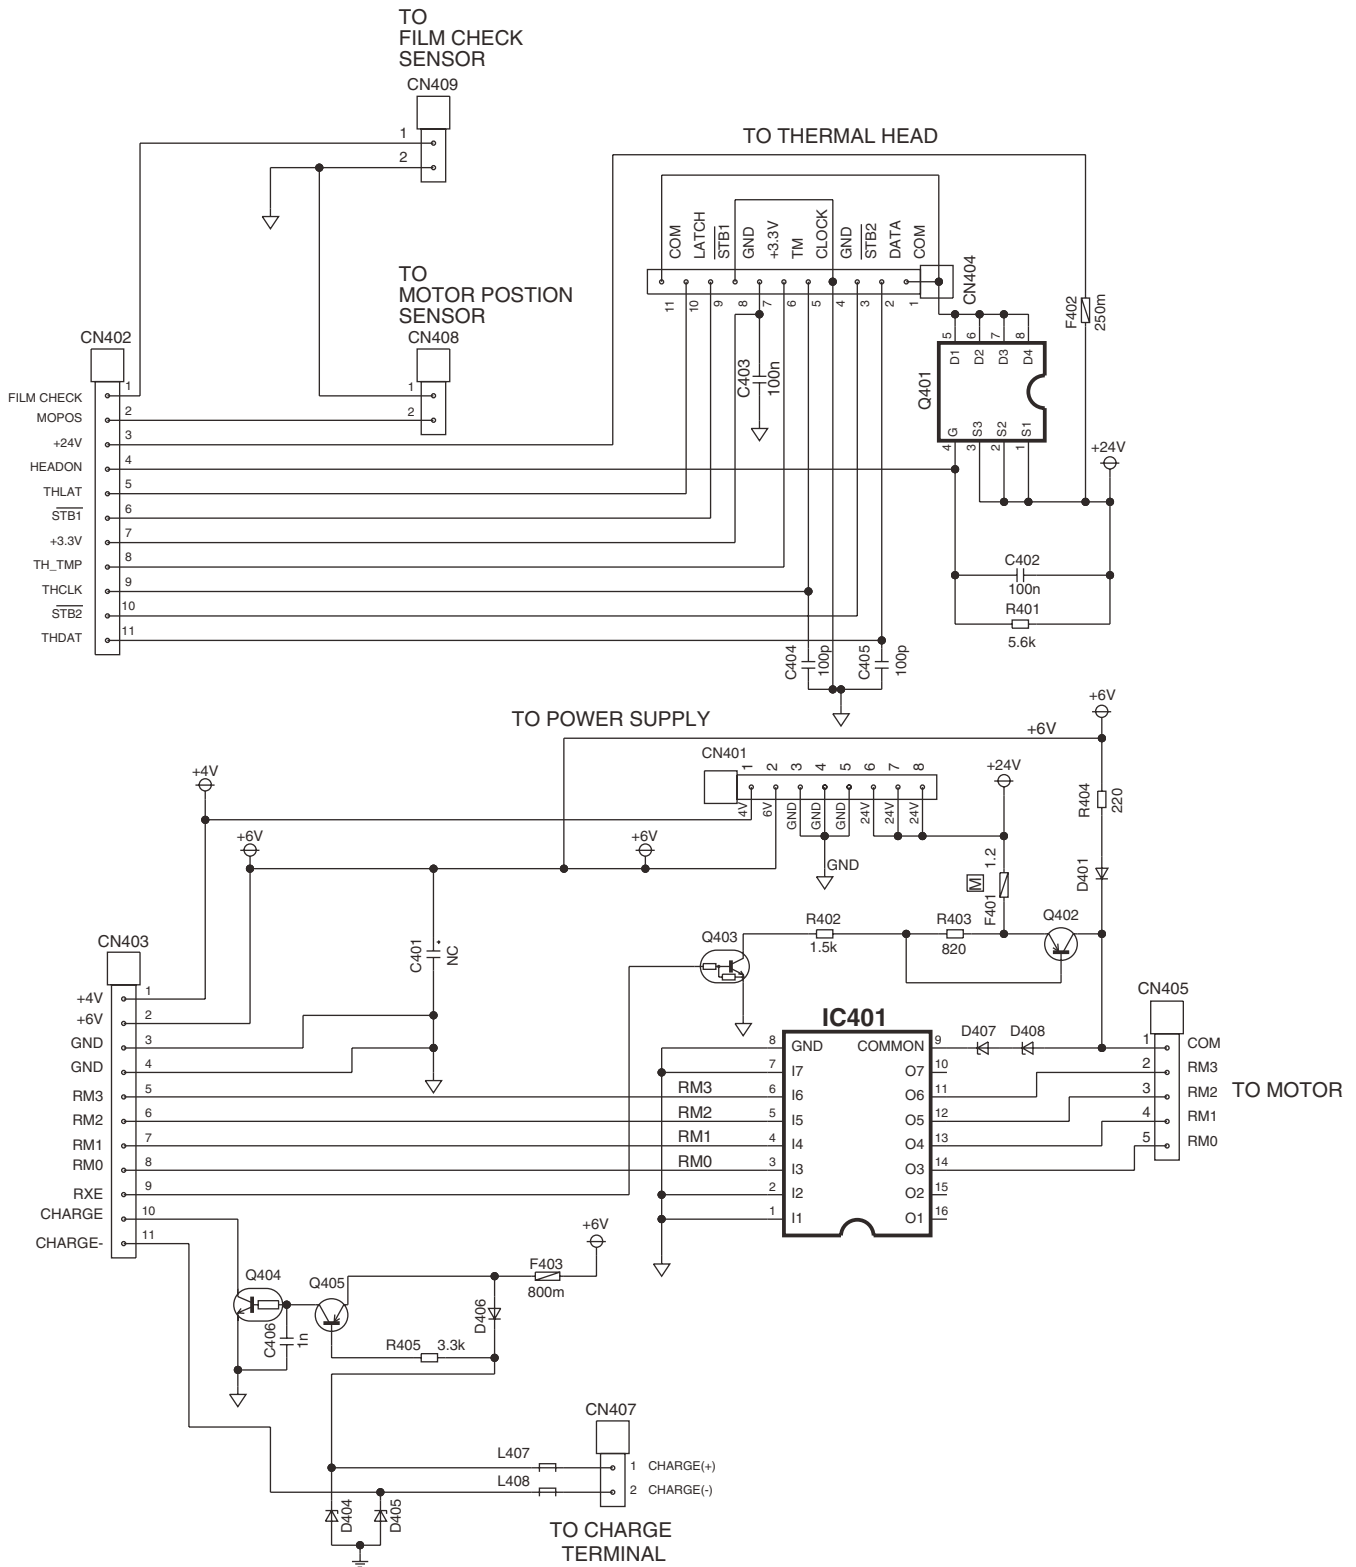 TO
FILM CHECK
SENSOR
CN409
1
2
TO THERMAL HEAD
COM
LATCH
STB1
GND
+3.3V
TM
CLOCK
GND
STB2
DATA
COM
CN404
11
10
9
8
7
6
5
4
3
2
1
F402
250m
TO
MOTOR POSTION
SENSOR
CN408
1
2
C403
100n
5
6
7
8
D1
D2
D3
D4
Q401
G
S3
S2
S1
4
3
2
1
+24V
CN402
FILM CHECK 1
MOPOS 2
+24V 3
HEADON 4
THLAT 5
STB1 6
+3.3V 7
TH_TMP 8
THCLK 9
STB2 10
THDAT 11
C402
100n
R401
5.6k
C404
100p
C405
100p
TO POWER SUPPLY
+6V
+6V
CN401
1
2
3
4
5
6
7
8
4V
6V
GND
GND
GND
24V
24V
24V
GND
+24V
+4V
+6V
+6V
R404
220
D401
M
1.2
F401
Q402
R402
1.5k
R403
820
Q403
C401
NC
CN403
+4V 1
+6V 2
GND 3
GND 4
RM3 5
RM2 6
RM1 7
RM0 8
RXE 9
CHARGE 10
CHARGE- 11
RM3
RM2
RM1
RM0
IC401
8 GND COMMON 9
7 I7 O7 10
6 I6 O6 11
5 I5 O5 12
4 I4 O4 13
3 I3 O3 14
2 I2 O2 15
1 I1 O1 16
D407
D408
CN405
1 COM
2 RM3
3 RM2
4 RM1
5 RM0
TO MOTOR
+6V
F403
800m
Q404
Q405
D406
C406
1n
R405 3.3k
CN407
L407
1 CHARGE(+)
L408
2 CHARGE(-)
D404
D405
TO CHARGE
TERMINAL